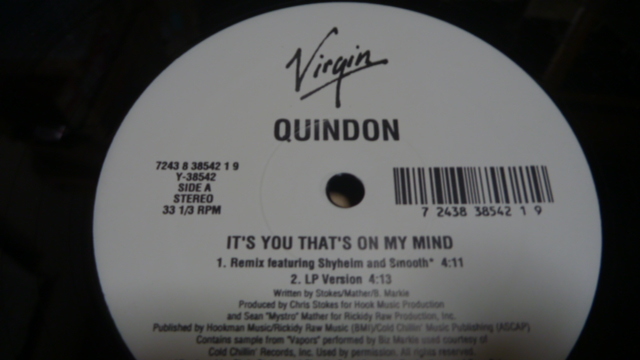 Virgin
QUINDON
7243 8 38542 1 9
Y-38542
SIDE A
STEREO
33 1/3 RPM
7 2438 38542 1 9
IT'S YOU THAT'S ON MY MIND
1. Remix featuring Shyheim and Smooth* 4:11
2. LP Version 4:13
Written by Stokes/Mather/B. Markie
Produced by Chris Stokes for Hook Music Production
and Sean "Mystro" Mather for Rickidy Raw Production, Inc.
Published by Hookman Music/Rickidy Raw Music (BMI)/Cold Chillin' Music Publishing (ASCAP)
Contains sample from "Vapors" performed by Biz Markie used courtesy of
Cold Chillin' Records, Inc. Used by permission. All rights reserved.